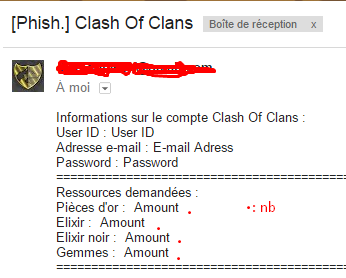 [Phish.] Clash Of Clans Boîte de réception x
À moi
Informations sur le compte Clash Of Clans :
User ID : User ID
Adresse e-mail : E-mail Adress
Password : Password
==================================================
Ressources demandées :
Pièces d'or : Amount . •: nb
Elixir : Amount .
Elixir noir : Amount .
Gemmes : Amount .
==================================================